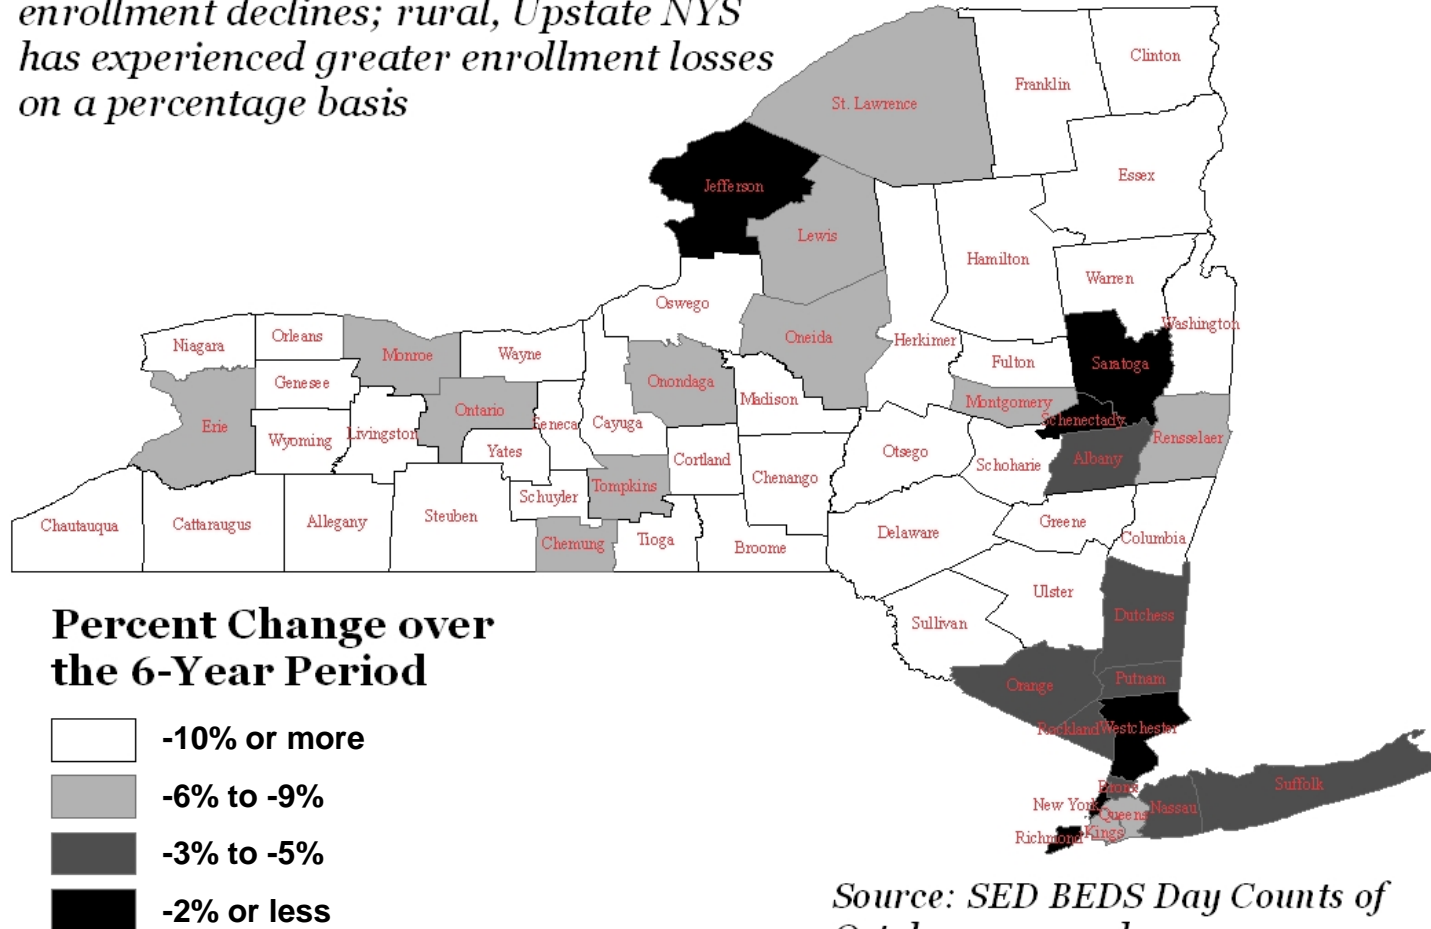 enrollment declines; rural, Upstate NYS
has experienced greater enrollment losses
on a percentage basis
Clinton
Franklin
St. Lawrence
Essex
Jefferson
Lewis
Hamilton
Warren
Oswego
Washington
Orleans
Niagara
Monroe
Wayne
Oneida
Herkimer
Fulton
Saratoga
Genesee
Onondaga
Madison
Montgomery
Ontario
Erie
Seneca
Cayuga
Schenectady
Livingston
Wyoming
Rensselaer
Yates
Otsego
Cortland
Schoharie
Albany
Chenango
Tompkins
Schuyler
Steuben
Allegany
Cattaraugus
Chautauqua
Greene
Delaware
Columbia
Chemung
Tioga
Broome
Ulster
Sullivan
Dutchess
Percent Change over
the 6-Year Period
Putnam
Orange
Rockland
Westchester
-10% or more
Bronx
Suffolk
-6% to -9%
New York
Nassau
Queens
Kings
Richmond
-3% to -5%
-2% or less
Source: SED BEDS Day Counts of